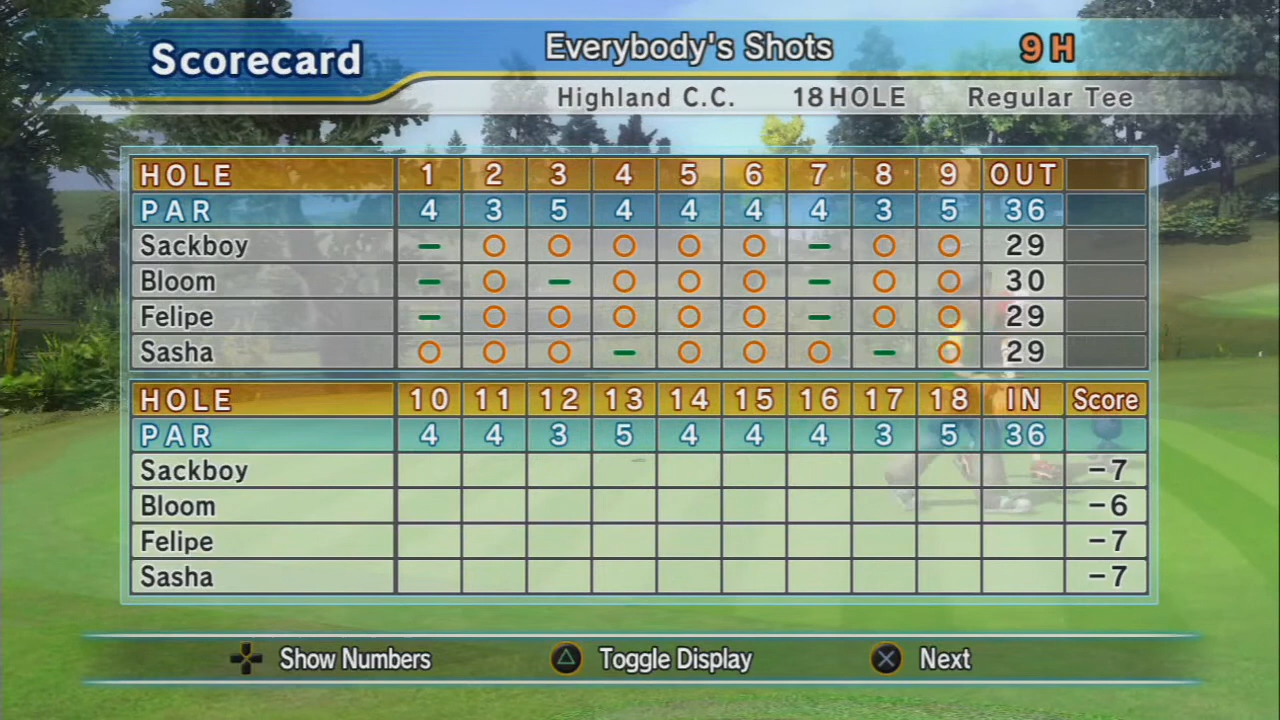 Scorecard Everybody's Shots 9H
Highland C.C. 18HOLE Regular Tee
HOLE 1 2 3 4 5 6 7 8 9 OUT
PAR 4 3 5 4 4 4 4 3 5 36
Sackboy – ○ ○ ○ ○ ○ – ○ ○ 29
Bloom – ○ – ○ ○ ○ – ○ ○ 30
Felipe – ○ ○ ○ ○ ○ – ○ ○ 29
Sasha ○ ○ ○ – ○ ○ ○ – ○ 29
HOLE 10 11 12 13 14 15 16 17 18 IN Score
PAR 4 4 3 5 4 4 4 3 5 36
Sackboy -7
Bloom -6
Felipe -7
Sasha -7
Show Numbers Toggle Display Next